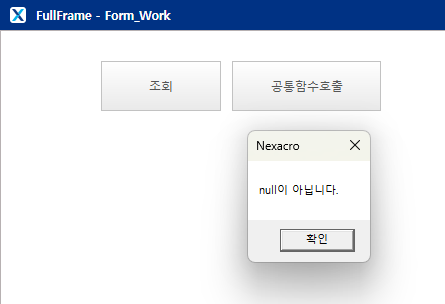 FullFrame - Form_Work
조회
공통함수호출
Nexacro
null이 아닙니다.
확인